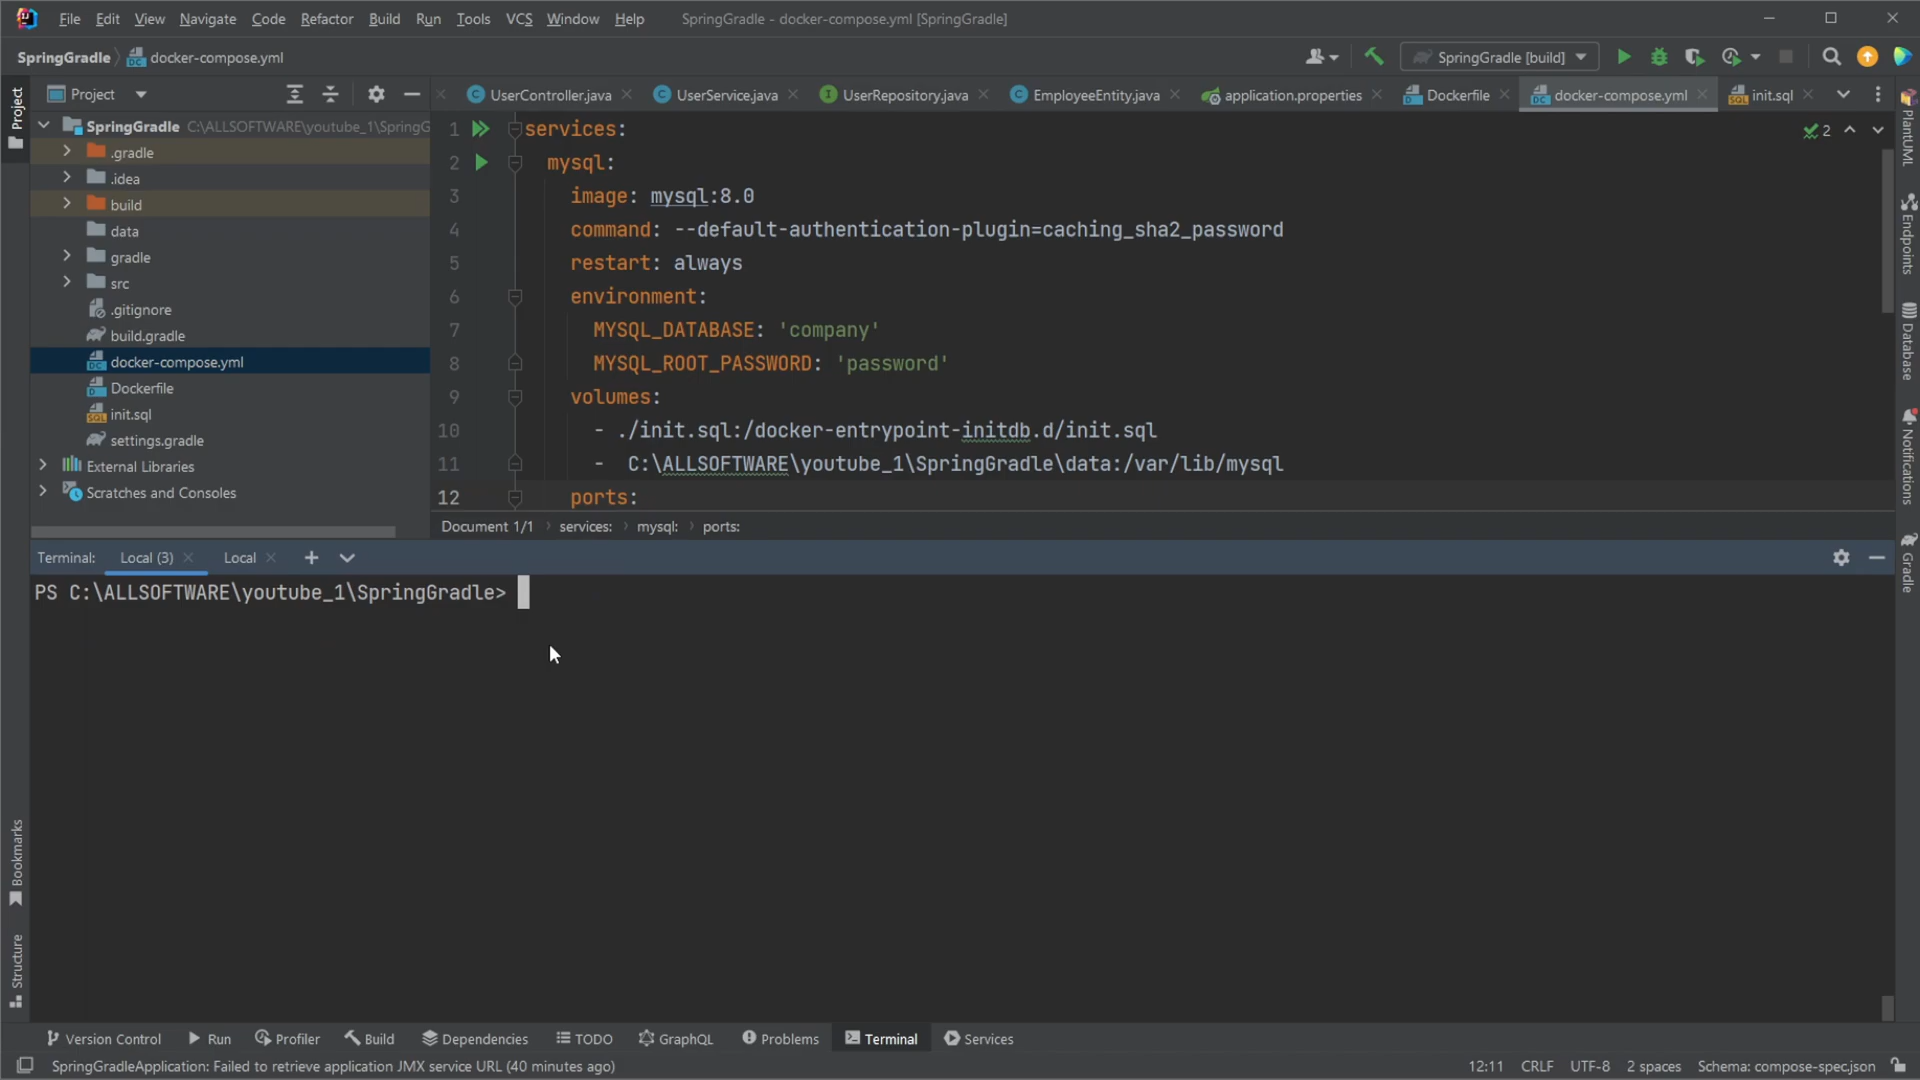 File Edit View Navigate Code Refactor Build Run Tools VCS Window Help SpringGradle - docker-compose.yml [SpringGradle]
SpringGradle docker-compose.yml SpringGradle [build]
Project
UserController.java UserService.java UserRepository.java EmployeeEntity.java application.properties Dockerfile docker-compose.yml init.sql
SpringGradle C:\ALLSOFTWARE\youtube_1\SpringG
.gradle
.idea
build
data
gradle
src
.gitignore
build.gradle
docker-compose.yml
Dockerfile
init.sql
settings.gradle
External Libraries
Scratches and Consoles
1 services:
2 mysql:
3 image: mysql:8.0
4 command: --default-authentication-plugin=caching_sha2_password
5 restart: always
6 environment:
7 MYSQL_DATABASE: 'company'
8 MYSQL_ROOT_PASSWORD: 'password'
9 volumes:
10 - ./init.sql:/docker-entrypoint-initdb.d/init.sql
11 - C:\ALLSOFTWARE\youtube_1\SpringGradle\data:/var/lib/mysql
12 ports:
2
Document 1/1 services: mysql: ports:
Terminal: Local (3) Local
PS C:\ALLSOFTWARE\youtube_1\SpringGradle>
Project
Bookmarks
Structure
PlantUML
Endpoints
Database
Notifications
Gradle
Version Control Run Profiler Build Dependencies TODO GraphQL Problems Terminal Services
SpringGradleApplication: Failed to retrieve application JMX service URL (40 minutes ago) 12:11 CRLF UTF-8 2 spaces Schema: compose-spec.json